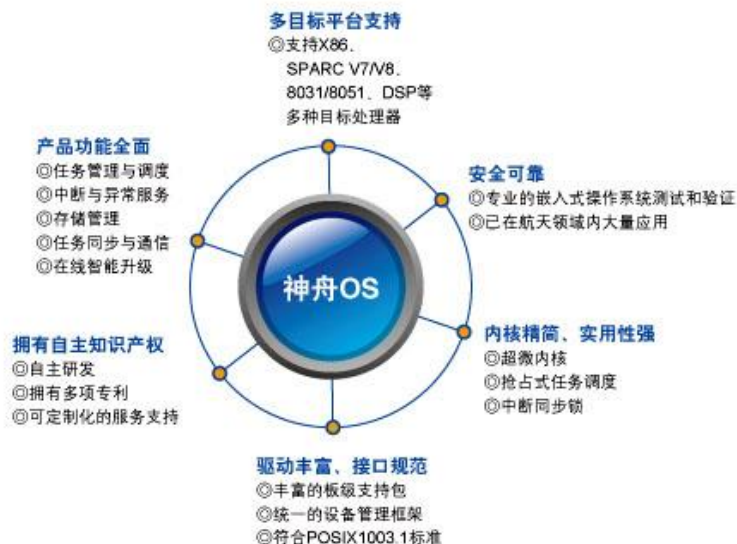 多目标平台支持
◎支持X86、
SPARC V7/V8、
8031/8051、DSP等
多种目标处理器
产品功能全面
◎任务管理与调度
◎中断与异常服务
◎存储管理
◎任务同步与通信
◎在线智能升级
安全可靠
◎专业的嵌入式操作系统测试和验证
◎已在航天领域内大量应用
神舟OS
拥有自主知识产权
◎自主研发
◎拥有多项专利
◎可定制化的服务支持
内核精简、实用性强
◎超微内核
◎抢占式任务调度
◎中断同步锁
驱动丰富、接口规范
◎丰富的板级支持包
◎统一的设备管理框架
◎符合POSIX1003.1标准